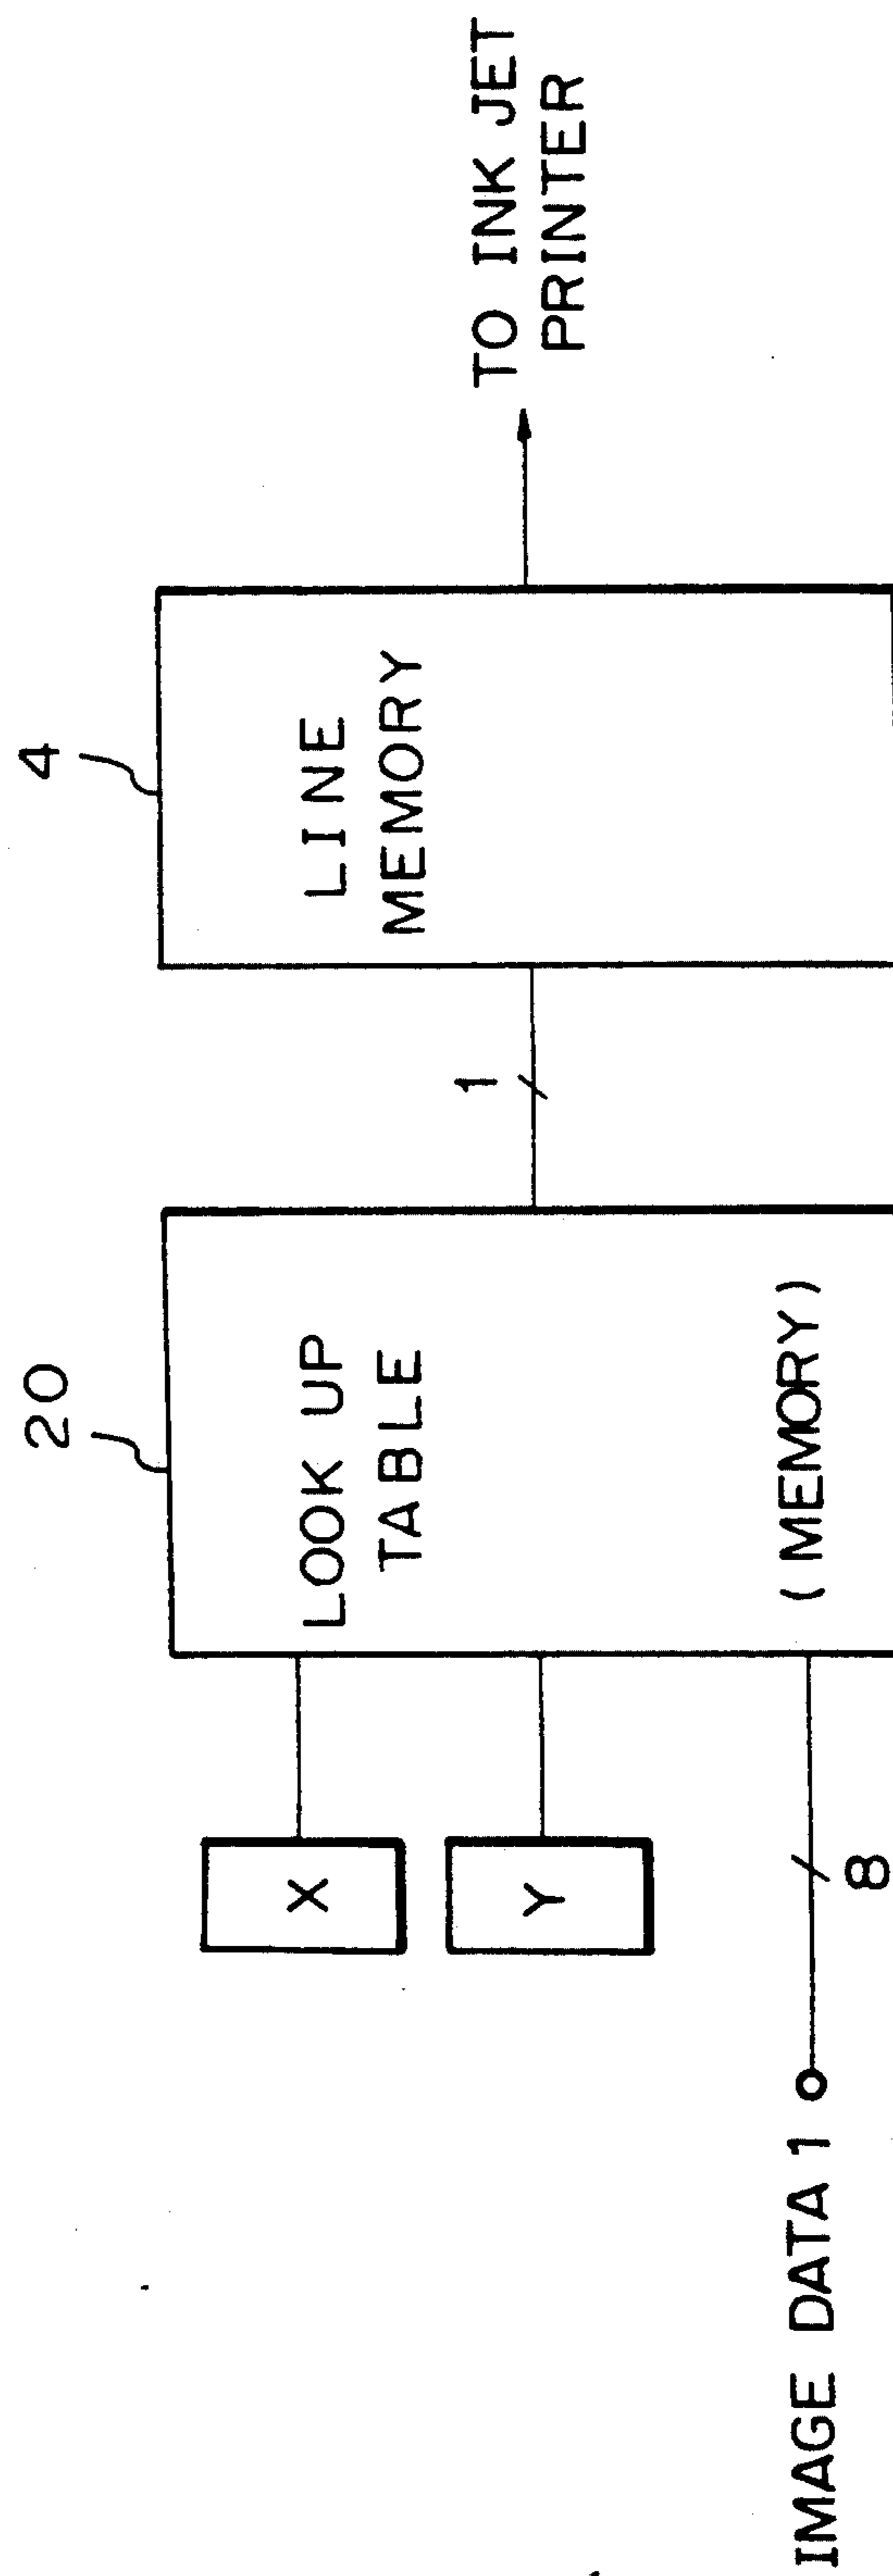 20
4
X
LOOK UP
TABLE
LINE
MEMORY
1
TO INK JET
PRINTER
Y
(MEMORY)
IMAGE DATA 1
8